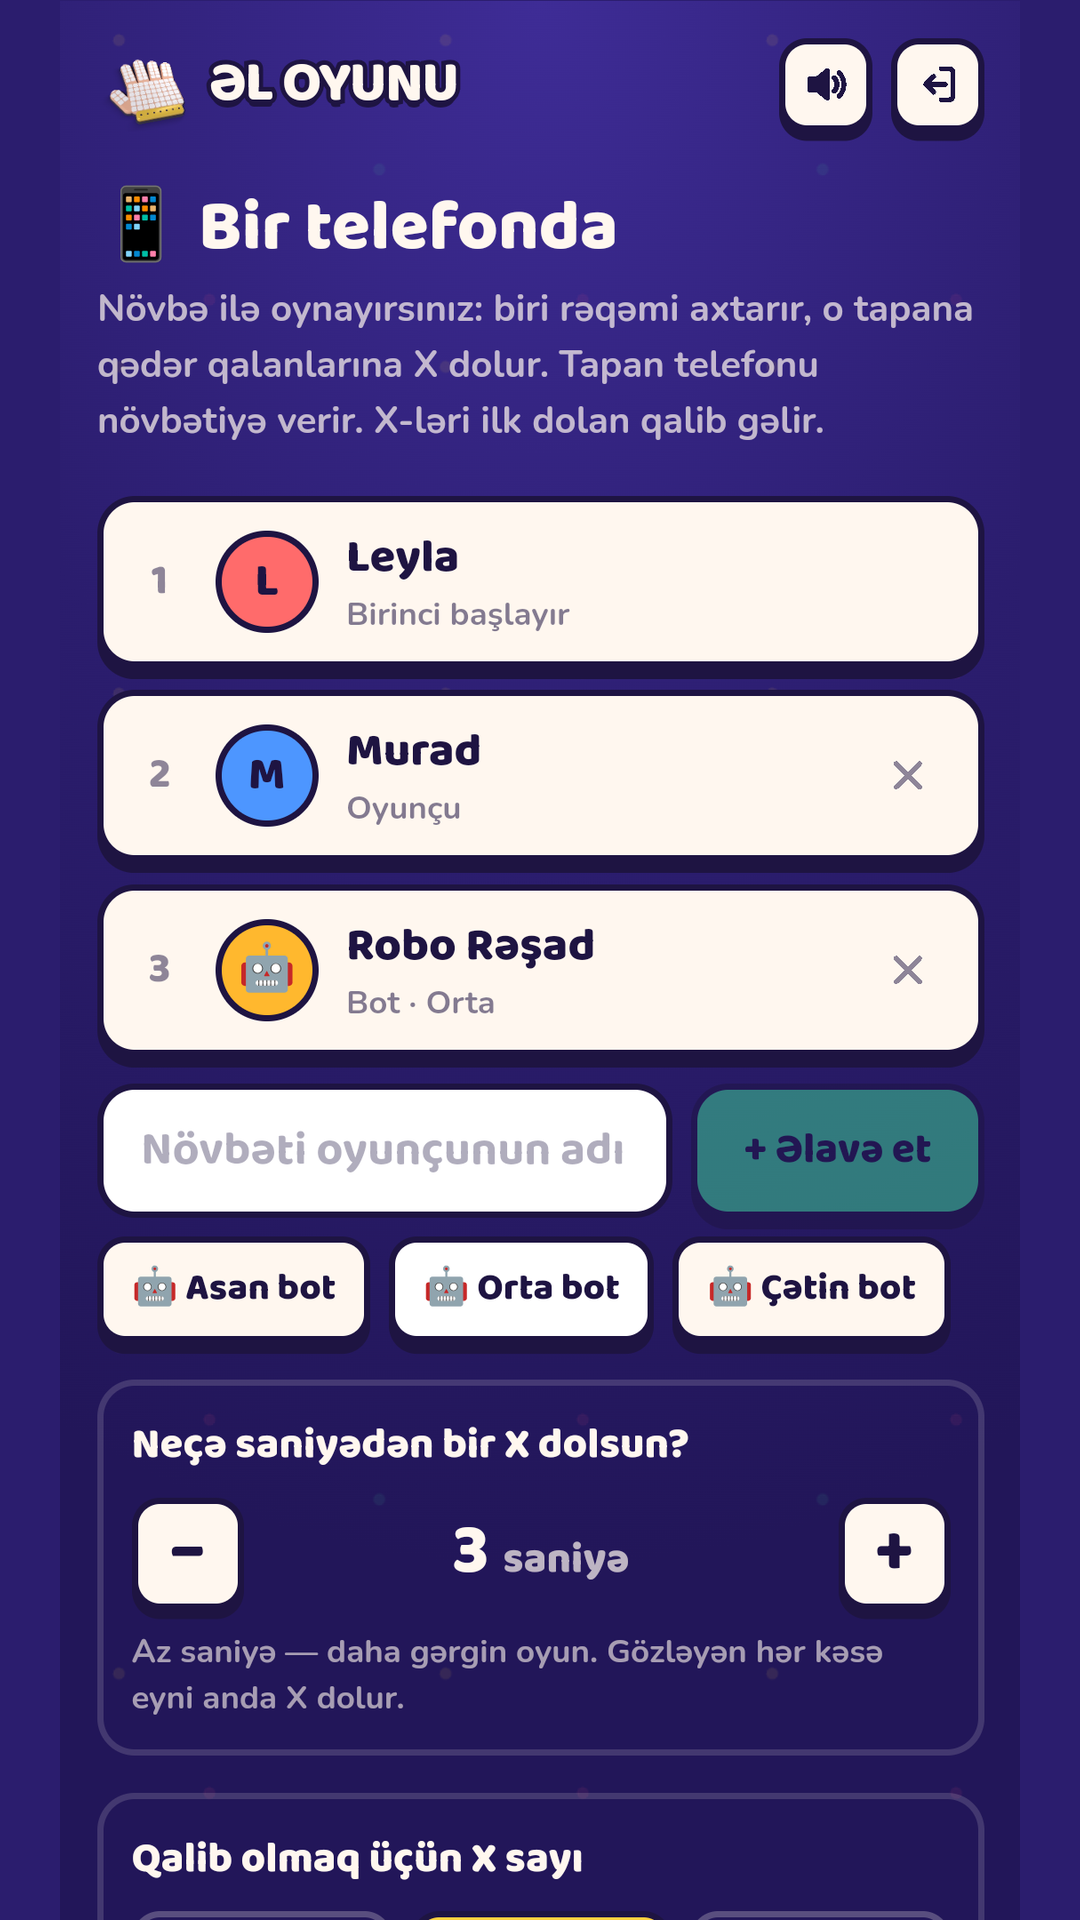 ƏL OYUNU
Bir telefonda
Növbə ilə oynayırsınız: biri rəqəmi axtarır, o tapana
qədər qalanlarına X dolur. Tapan telefonu
növbətiyə verir. X-ləri ilk dolan qalib gəlir.
1
L
Leyla
Birinci başlayır
2
M
Murad
Oyunçu
3
Robo Rəşad
Bot · Orta
Növbəti oyunçunun adı
+ Əlavə et
Asan bot
Orta bot
Çətin bot
Neçə saniyədən bir X dolsun?
− 3 saniyə +
Az saniyə — daha gərgin oyun. Gözləyən hər kəsə
eyni anda X dolur.
Qalib olmaq üçün X sayı